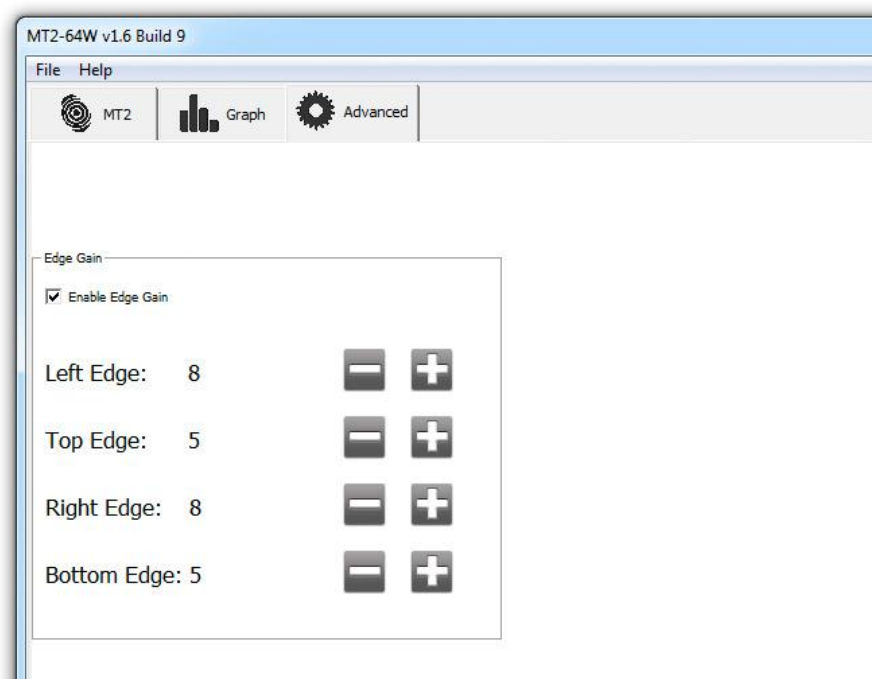 MT2-64W v1.6 Build 9
File Help
MT2 Graph Advanced
Edge Gain
Enable Edge Gain
Left Edge: 8
Top Edge: 5
Right Edge: 8
Bottom Edge: 5